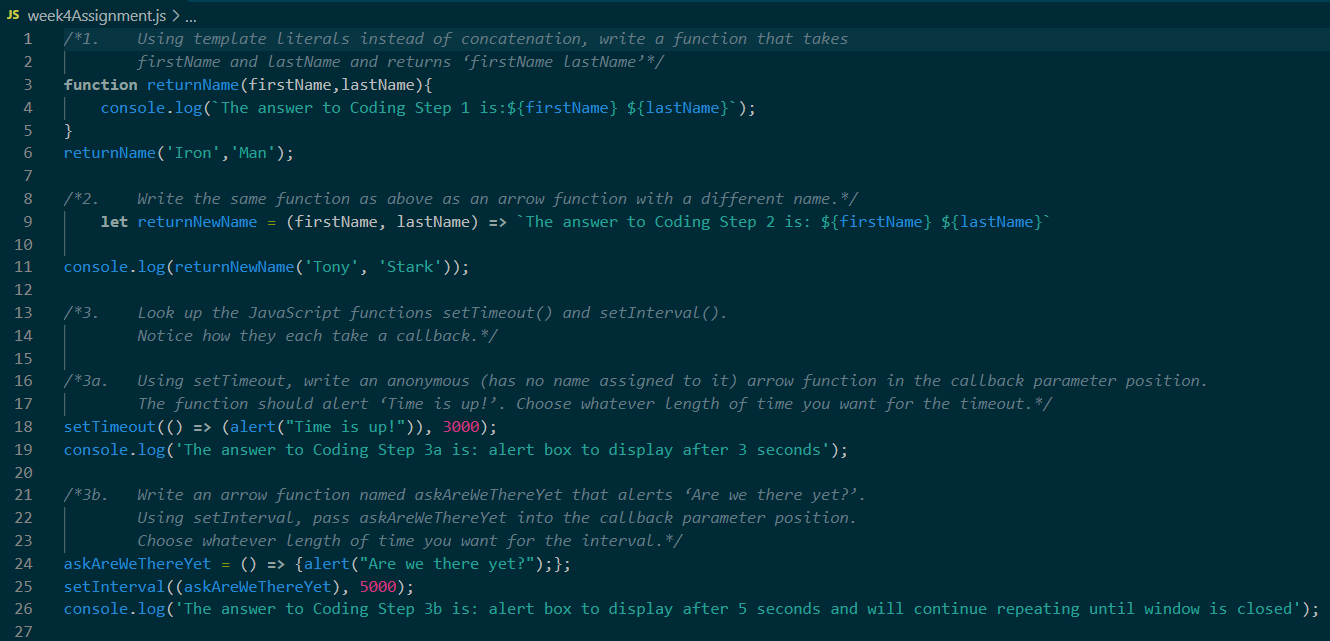 JS week4Assignment.js > ...
1 /*1.    Using template literals instead of concatenation, write a function that takes
2         firstName and lastName and returns ‘firstName lastName’*/
3 function returnName(firstName,lastName){
4     console.log(`The answer to Coding Step 1 is:${firstName} ${lastName}`);
5 }
6 returnName('Iron','Man');
7
8 /*2.    Write the same function as above as an arrow function with a different name.*/
9     let returnNewName = (firstName, lastName) => `The answer to Coding Step 2 is: ${firstName} ${lastName}`
10
11 console.log(returnNewName('Tony', 'Stark'));
12
13 /*3.    Look up the JavaScript functions setTimeout() and setInterval().
14         Notice how they each take a callback.*/
15
16 /*3a.   Using setTimeout, write an anonymous (has no name assigned to it) arrow function in the callback parameter position.
17         The function should alert ‘Time is up!’. Choose whatever length of time you want for the timeout.*/
18 setTimeout(() => (alert("Time is up!")), 3000);
19 console.log('The answer to Coding Step 3a is: alert box to display after 3 seconds');
20
21 /*3b.   Write an arrow function named askAreWeThereYet that alerts ‘Are we there yet?’.
22         Using setInterval, pass askAreWeThereYet into the callback parameter position.
23         Choose whatever length of time you want for the interval.*/
24 askAreWeThereYet = () => {alert("Are we there yet?");};
25 setInterval((askAreWeThereYet), 5000);
26 console.log('The answer to Coding Step 3b is: alert box to display after 5 seconds and will continue repeating until window is closed');
27